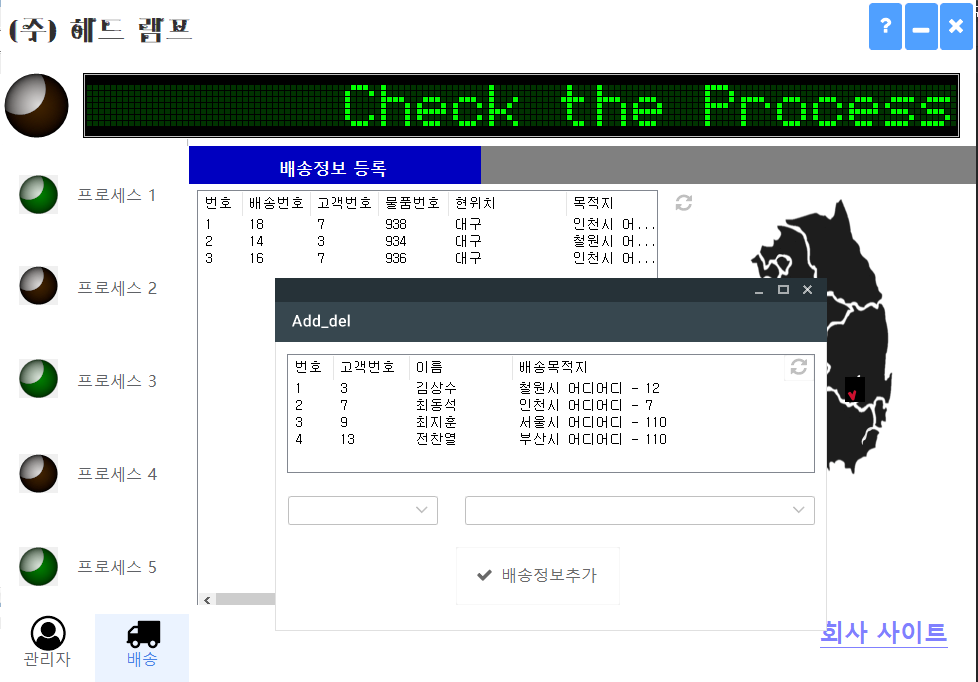 (주) 헤드 램프
?
Check the Process
프로세스 1
프로세스 2
프로세스 3
프로세스 4
프로세스 5
관리자
배송
배송정보 등록
번호 배송번호 고객번호 물품번호 현위치 목적지
1 18 7 938 대구 인천시 어...
2 14 3 934 대구 철원시 어...
3 16 7 936 대구 인천시 어...
Add_del
번호 고객번호 이름 배송목적지
1 3 김상수 철원시 어디어디 - 12
2 7 최동석 인천시 어디어디 - 7
3 9 최지훈 서울시 어디어디 - 110
4 13 전찬열 부산시 어디어디 - 110
배송정보추가
회사 사이트